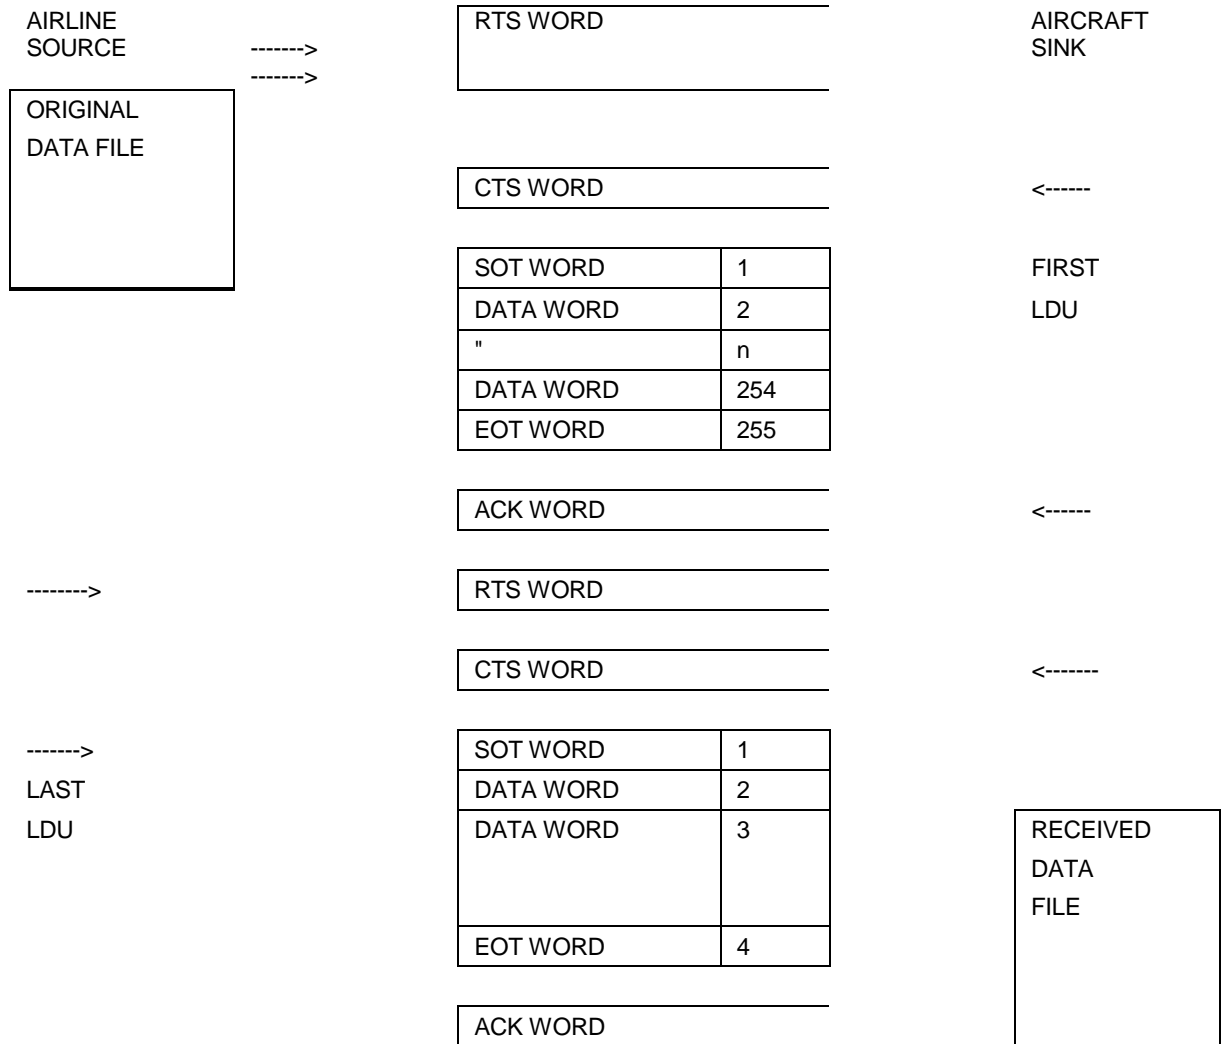 AIRLINE RTS WORD AIRCRAFT
SOURCE -------> SINK
------->
ORIGINAL
DATA FILE
CTS WORD <------
SOT WORD 1 FIRST
DATA WORD 2 LDU
" n
DATA WORD 254
EOT WORD 255
ACK WORD <------
--------> RTS WORD
CTS WORD <-------
-------> SOT WORD 1
LAST DATA WORD 2
LDU DATA WORD 3 RECEIVED
DATA
FILE
EOT WORD 4
ACK WORD